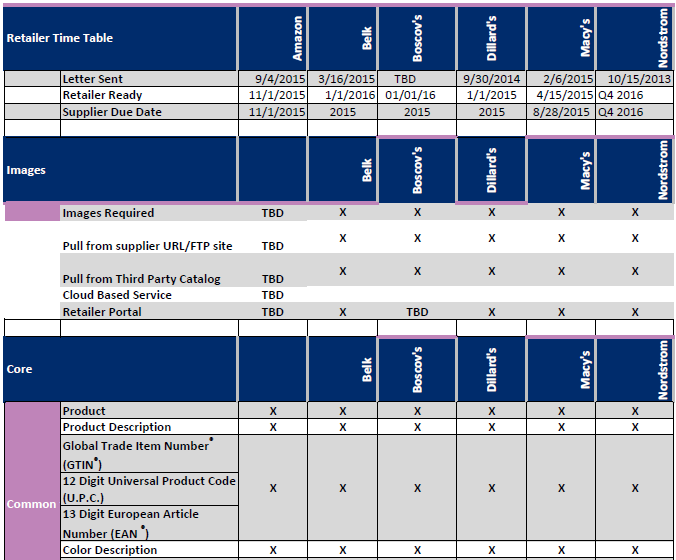 Retailer Time Table Amazon Belk Boscov's Dillard's Macy's Nordstrom
Letter Sent 9/4/2015 3/16/2015 TBD 9/30/2014 2/6/2015 10/15/2013
Retailer Ready 11/1/2015 1/1/2016 01/01/16 1/1/2015 4/15/2015 Q4 2016
Supplier Due Date 11/1/2015 2015 2015 2015 8/28/2015 Q4 2016
Images Belk Boscov's Dillard's Macy's Nordstrom
Images Required TBD X X X X X
Pull from supplier URL/FTP site TBD X X X X X
Pull from Third Party Catalog TBD X X X X X
Cloud Based Service TBD
Retailer Portal TBD X TBD X X X
Core Belk Boscov's Dillard's Macy's Nordstrom
Common
Product X X X X X X
Product Description X X X X X X
Global Trade Item Number®
(GTIN®)
12 Digit Universal Product Code
(U.P.C.)
X X X X X X
13 Digit European Article
Number (EAN ®)
Color Description X X X X X X